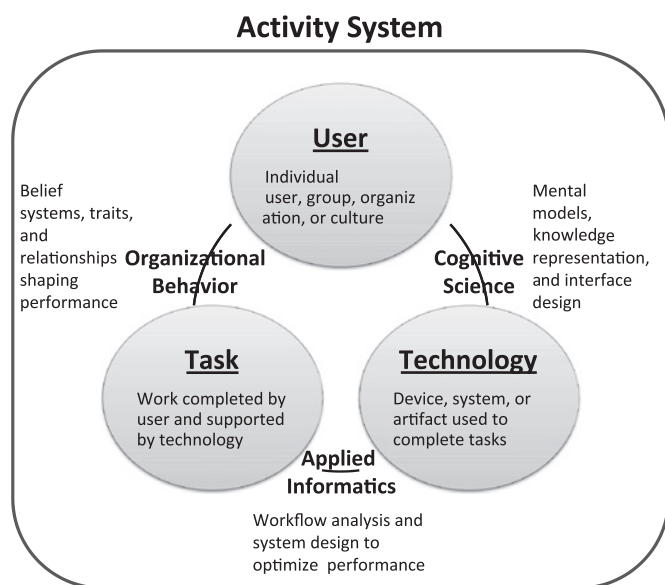 Activity System
User
Individual
user, group, organiz
ation, or culture
Belief
systems, traits,
and
relationships
shaping
performance
Organizational
Behavior
Cognitive
Science
Mental
models,
knowledge
representation,
and interface
design
Task
Work completed by
user and supported
by technology
Technology
Device, system, or
artifact used to
complete tasks
Applied
Informatics
Workflow analysis and
system design to
optimize performance